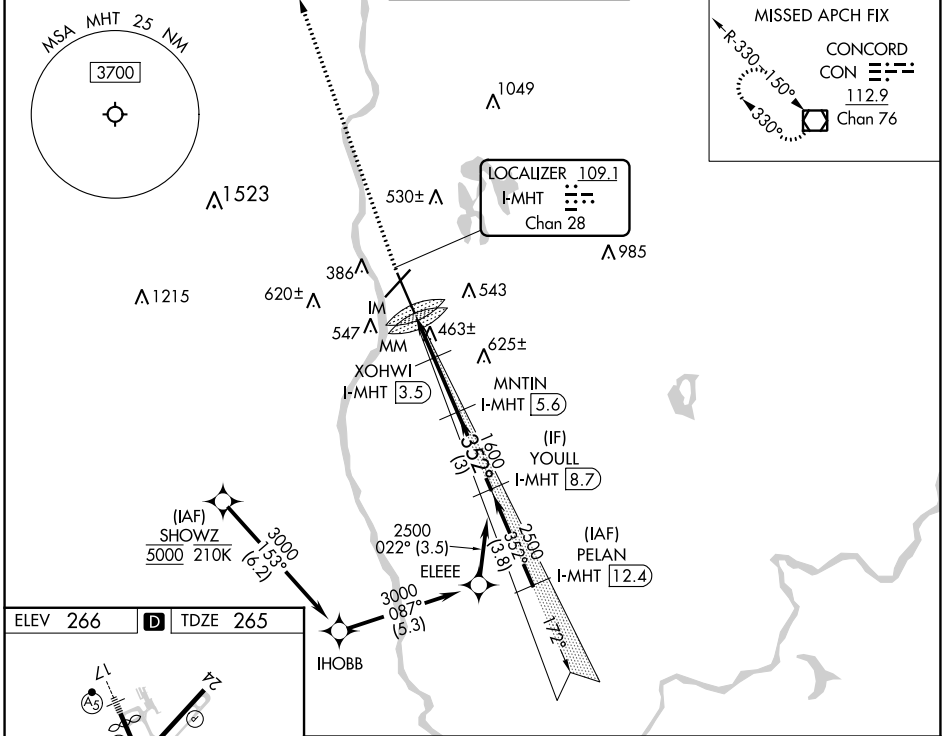 MSA MHT 25 NM
3700
MISSED APCH FIX
R-330
150°
330°
CONCORD
CON
112.9
Chan 76
1049
1523
530±
LOCALIZER 109.1
I-MHT
Chan 28
985
386
1215
620±
IM
543
547
MM
463±
625±
XOHWI
I-MHT 3.5
MNTIN
I-MHT 5.6
1600
352°
(3)
(IF)
YOULL
I-MHT 8.7
(IAF)
SHOWZ
5000 210K
3000
153°
(6.2)
2500
022° (3.5)
ELEEE
2500
352°
(3.8)
(IAF)
PELAN
I-MHT 12.4
3000
087°
(5.3)
172°
IHOBB
ELEV 266
D
TDZE 265
17
24
A5
P